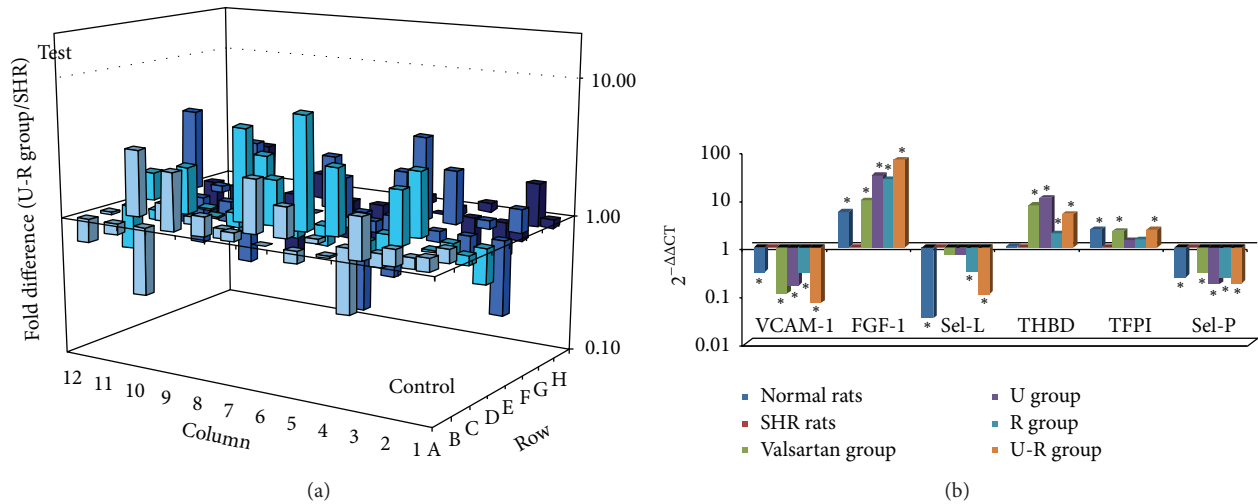 Fold difference (U-R group/SHR)
Test
10.00
1.00
0.10
Control
12 11 10 9 8 7 6 5 4 3 2 1
Column
A B C D E F G H
Row
(a)
2^−ΔΔCT
100
10
1
0.1
0.01
* * * * *
* * * * *
* * *
* * * *
* * *
* * * * *
VCAM-1 FGF-1 Sel-L THBD TFPI Sel-P
Normal rats
SHR rats
Valsartan group
U group
R group
U-R group
(b)